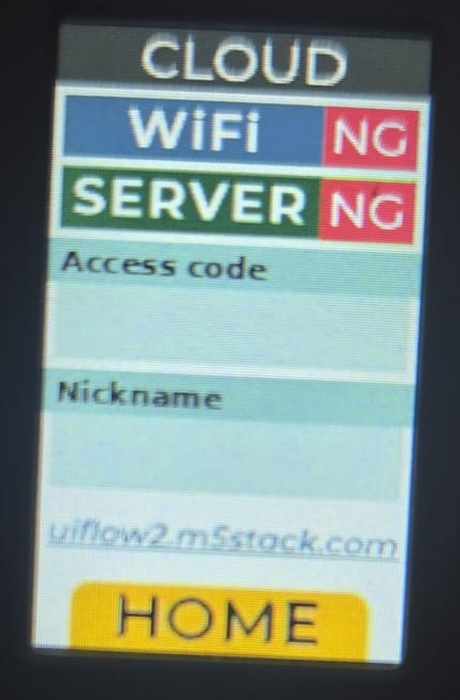 CLOUD
WiFi NG
SERVER NG
Access code
Nickname
uiflow2.m5stack.com
HOME